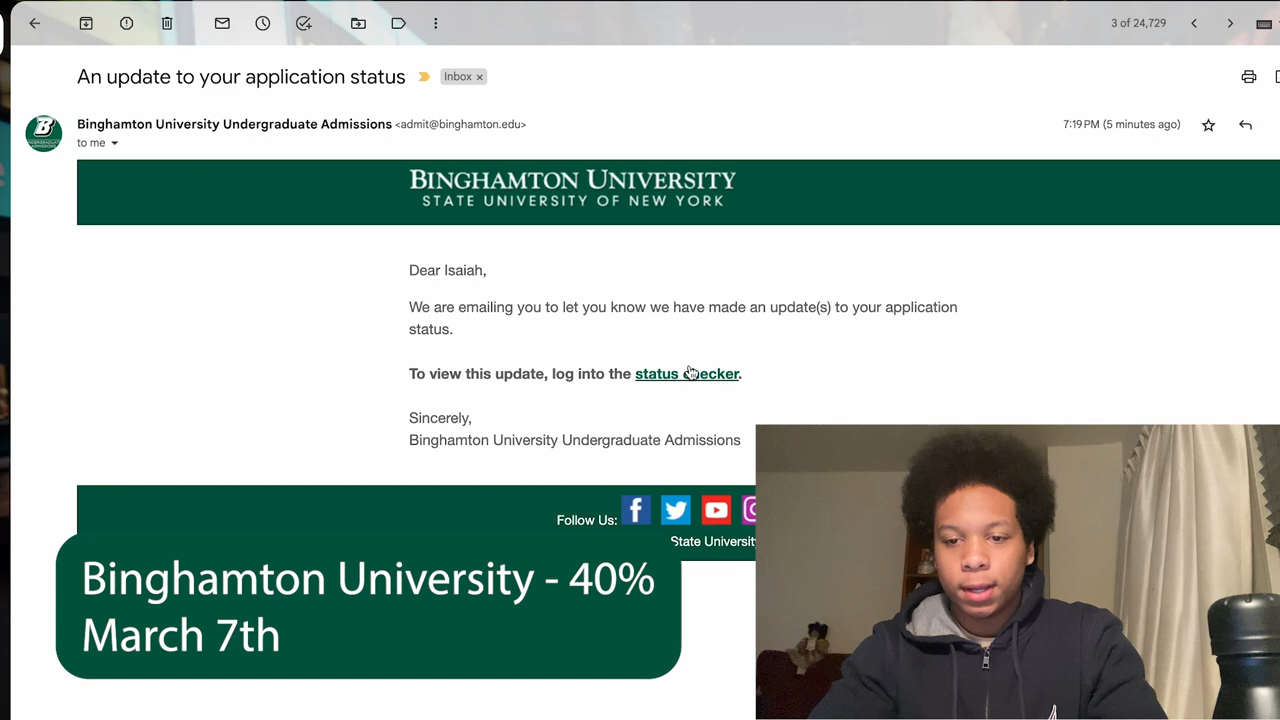 3 of 24,729
An update to your application status
Inbox ×
Binghamton University Undergraduate Admissions <admit@binghamton.edu>
7:19 PM (5 minutes ago)
to me
BINGHAMTON UNIVERSITY
STATE UNIVERSITY OF NEW YORK
Dear Isaiah,
We are emailing you to let you know we have made an update(s) to your application
status.
To view this update, log into the status checker.
Sincerely,
Binghamton University Undergraduate Admissions
Follow Us:
State University
Binghamton University - 40%
March 7th